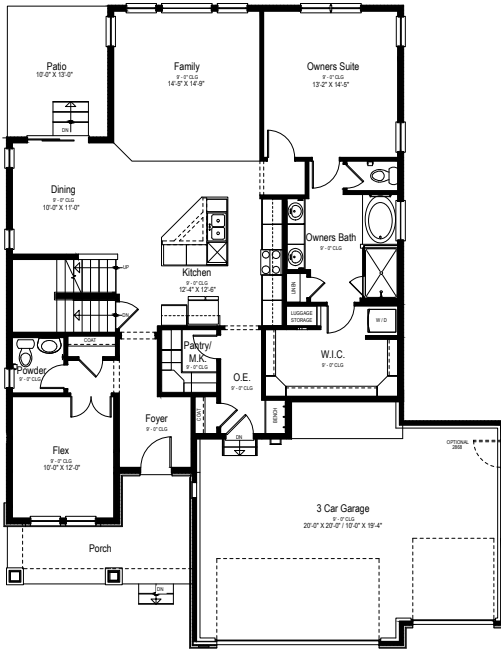 Patio
10'-0" X 13'-0"
DN
Family
9' - 0" CLG
14'-5" X 14'-9"
Owners Suite
9' - 0" CLG
13'-2" X 14'-5"
Dining
9' - 0" CLG
10'-0" X 11'-0"
Owners Bath
9' - 0" CLG
UP
DN
Kitchen
9' - 0" CLG
12'-4" X 12'-6"
LINEN
LUGGAGE
STORAGE
W / D
COAT
Pantry/
M.K.
9' - 0" CLG
O.E.
9' - 0" CLG
W.I.C.
9' - 0" CLG
Powder
9' - 0" CLG
Foyer
9' - 0" CLG
COAT
BENCH
DN
Flex
9' - 0" CLG
10'-0" X 12'-0"
OPTIONAL
2868
3 Car Garage
9' - 0" CLG
20'-0" X 20'-0" / 10'-0" X 19'-4"
Porch
DN